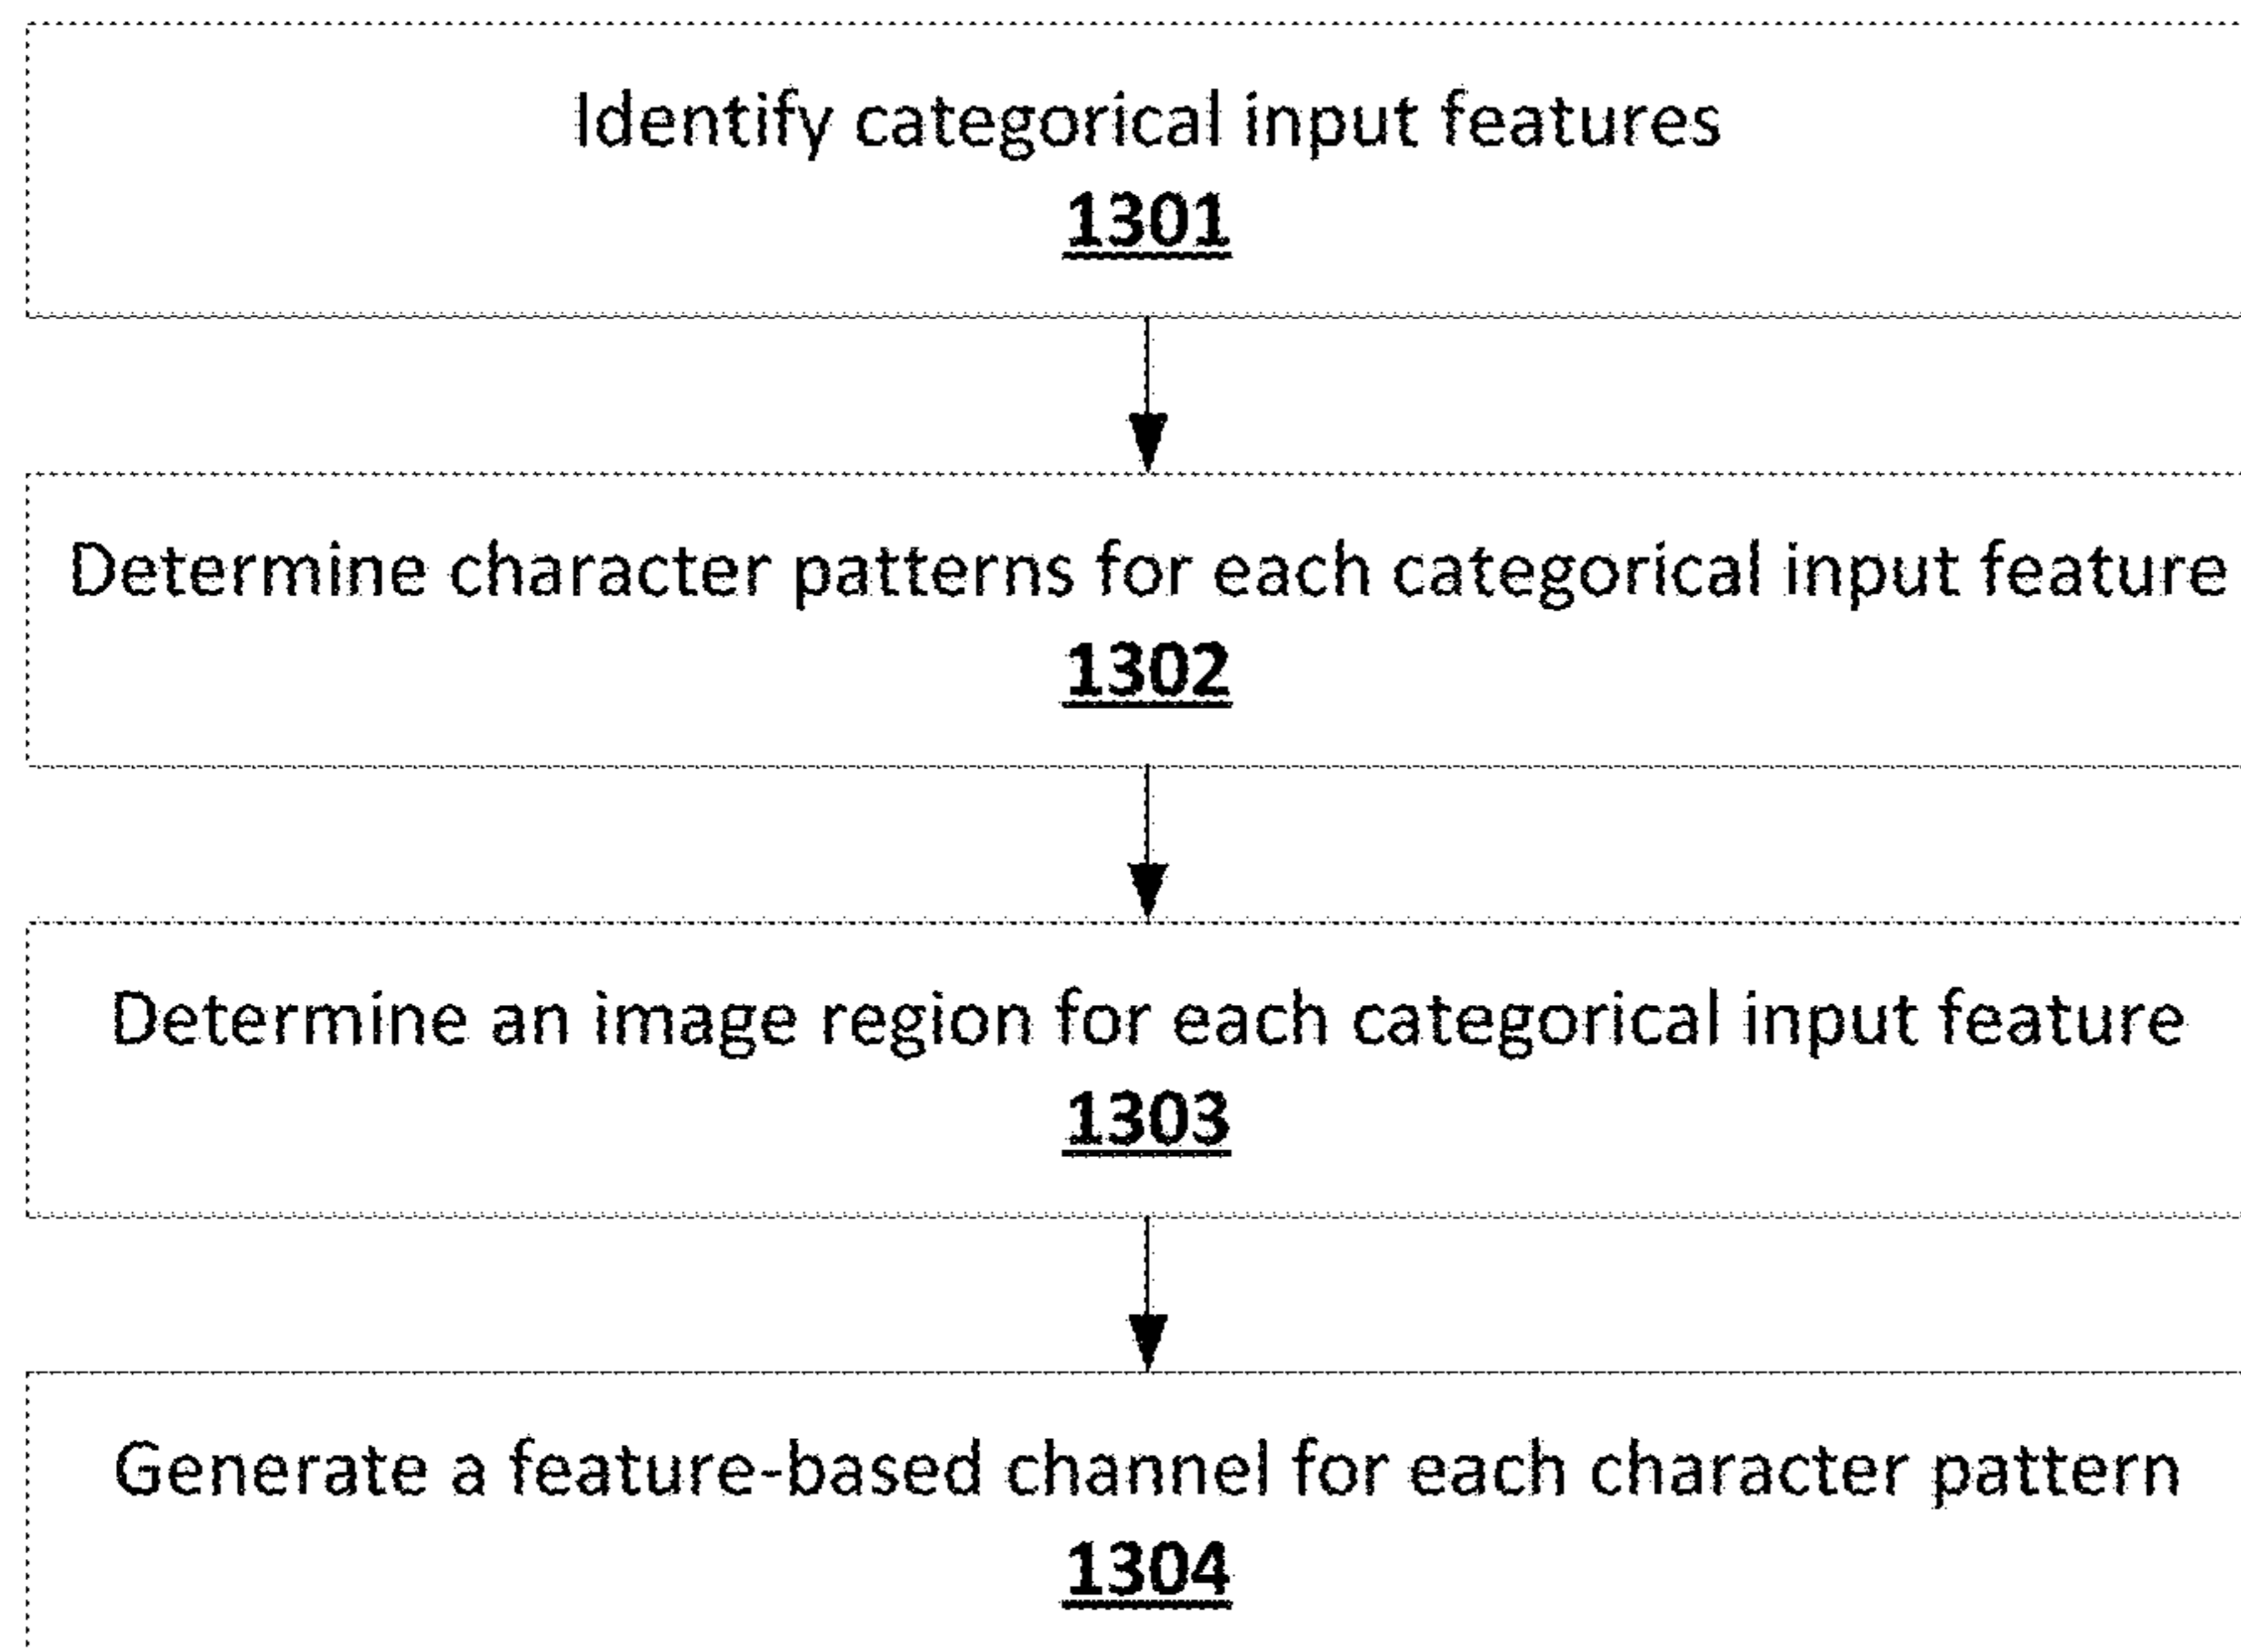 Identify categorical input features
1301
Determine character patterns for each categorical input feature
1302
Determine an image region for each categorical input feature
1303
Generate a feature-based channel for each character pattern
1304